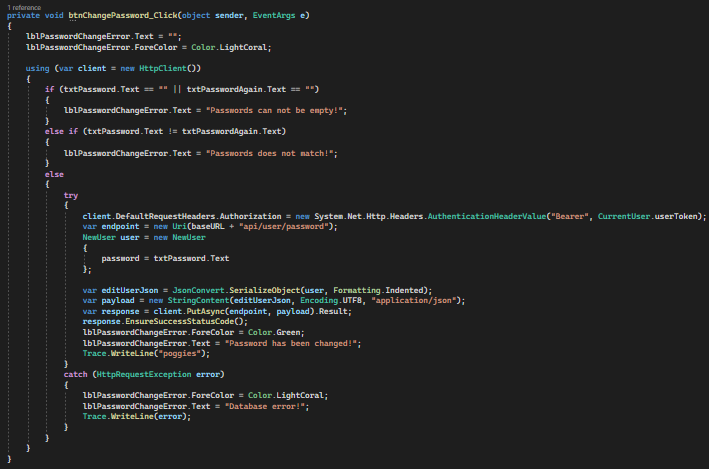 1 reference
private void btnChangePassword_Click(object sender, EventArgs e)
{
lblPasswordChangeError.Text = "";
lblPasswordChangeError.ForeColor = Color.LightCoral;
using (var client = new HttpClient())
{
if (txtPassword.Text == "" || txtPasswordAgain.Text == "")
{
lblPasswordChangeError.Text = "Passwords can not be empty!";
}
else if (txtPassword.Text != txtPasswordAgain.Text)
{
lblPasswordChangeError.Text = "Passwords does not match!";
}
else
{
try
{
client.DefaultRequestHeaders.Authorization = new System.Net.Http.Headers.AuthenticationHeaderValue("Bearer", CurrentUser.userToken);
var endpoint = new Uri(baseURL + "api/user/password");
NewUser user = new NewUser
{
password = txtPassword.Text
};
var editUserJson = JsonConvert.SerializeObject(user, Formatting.Indented);
var payload = new StringContent(editUserJson, Encoding.UTF8, "application/json");
var response = client.PutAsync(endpoint, payload).Result;
response.EnsureSuccessStatusCode();
lblPasswordChangeError.ForeColor = Color.Green;
lblPasswordChangeError.Text = "Password has been changed!";
Trace.WriteLine("poggies");
}
catch (HttpRequestException error)
{
lblPasswordChangeError.ForeColor = Color.LightCoral;
lblPasswordChangeError.Text = "Database error!";
Trace.WriteLine(error);
}
}
}
}